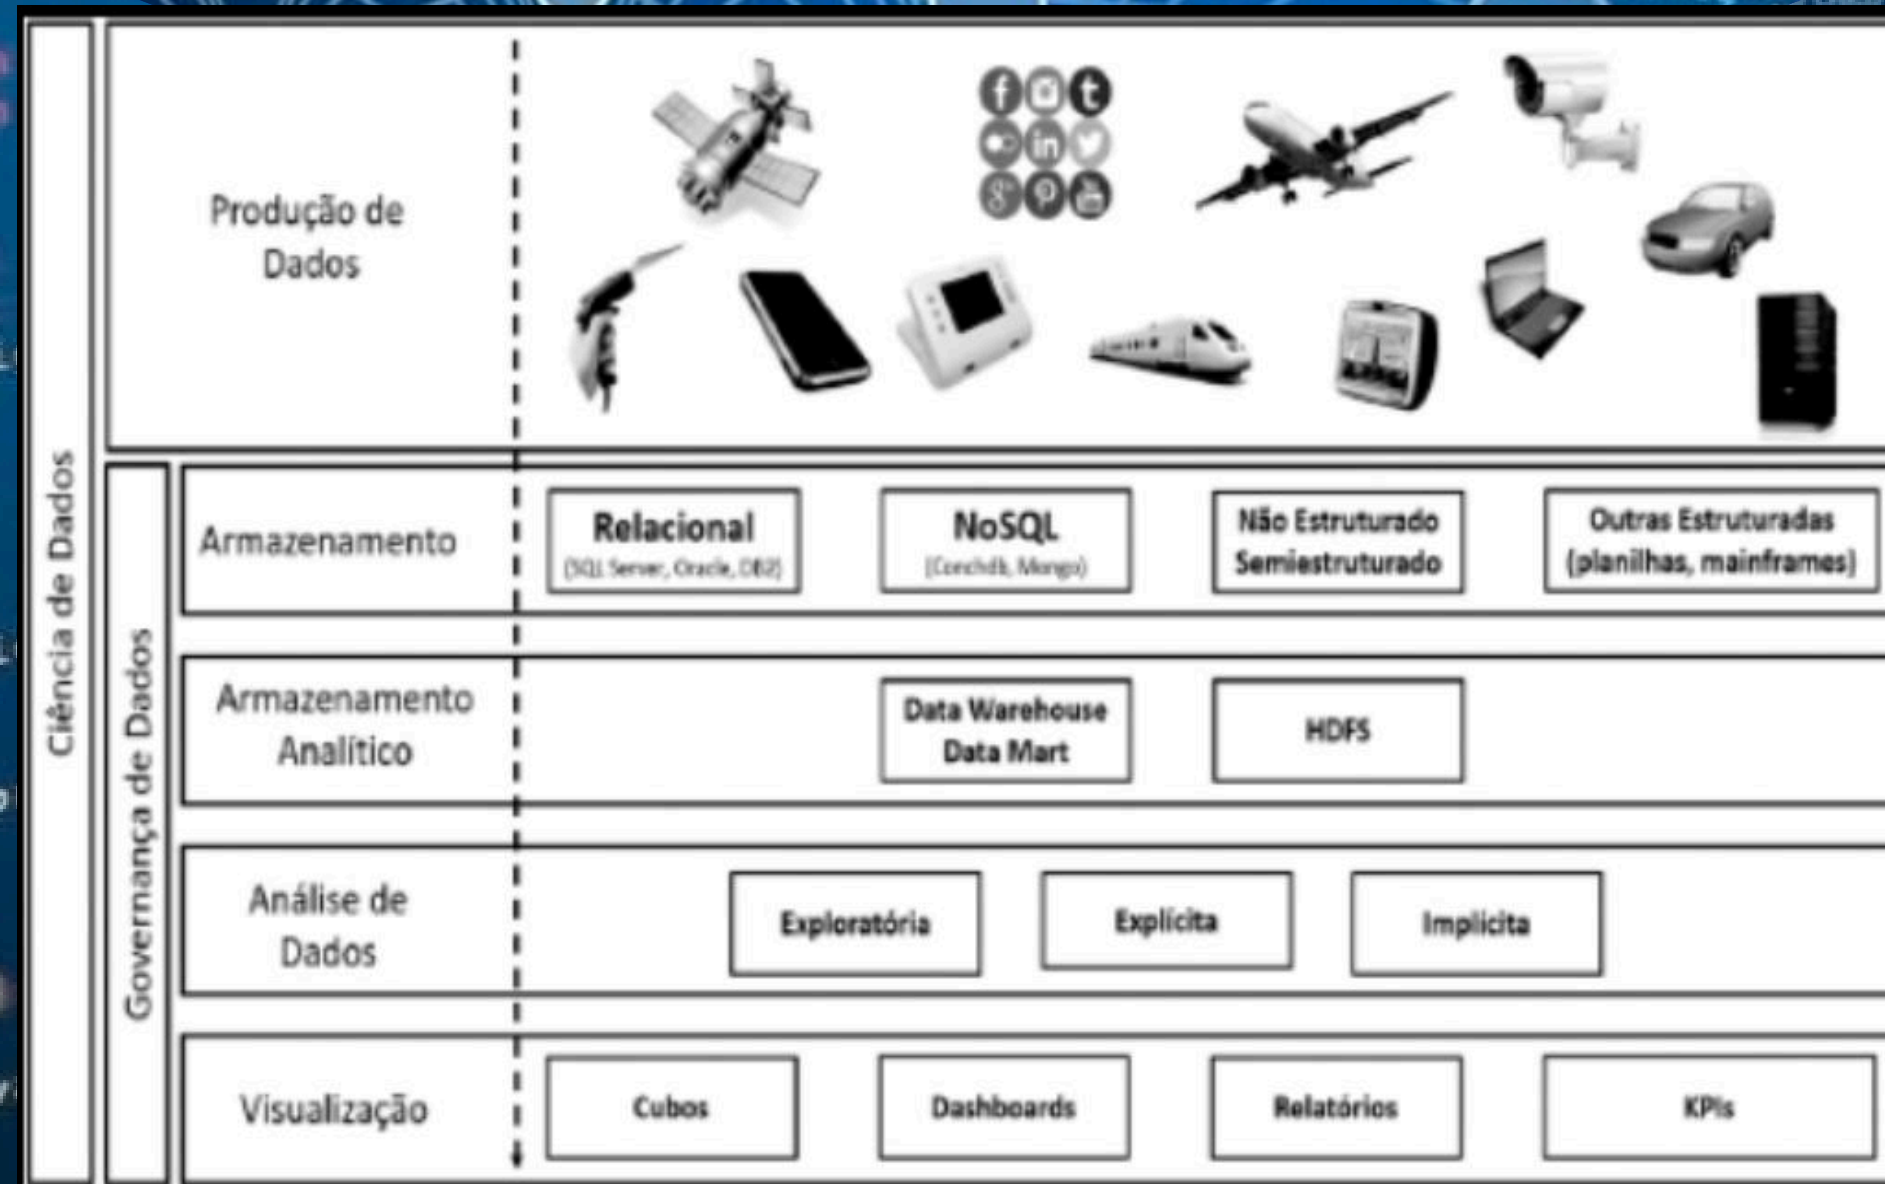 Ciência de Dados
Produção de
Dados
Governança de Dados
Armazenamento
Relacional
(SQL Server, Oracle, DB2)
NoSQL
(Conchdb, Mongo)
Não Estruturado
Semiestruturado
Outras Estruturadas
(planilhas, mainframes)
Armazenamento
Analítico
Data Warehouse
Data Mart
HDFS
Análise de
Dados
Exploratória
Explícita
Implícita
Visualização
Cubos
Dashboards
Relatórios
KPIs